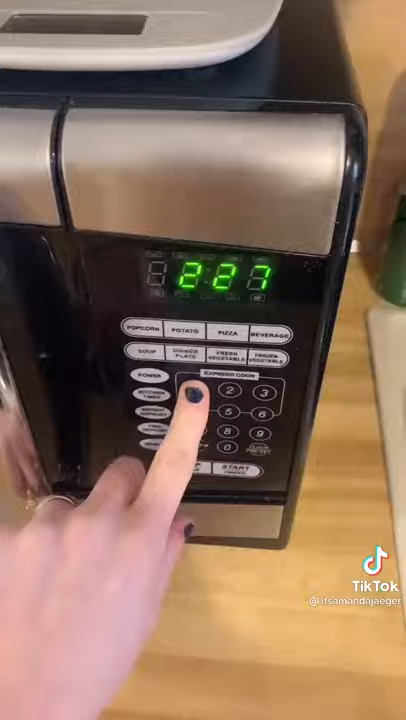 2:27
POPCORN POTATO PIZZA BEVERAGE
SOUP DINNER PLATE FRESH VEGETABLE FROZEN VEGETABLE
POWER EXPRESS COOK
2 3
KITCHEN TIMER
5 6
WEIGHT DEFROST
8 9
0
START
TikTok
@itsamandajaeger